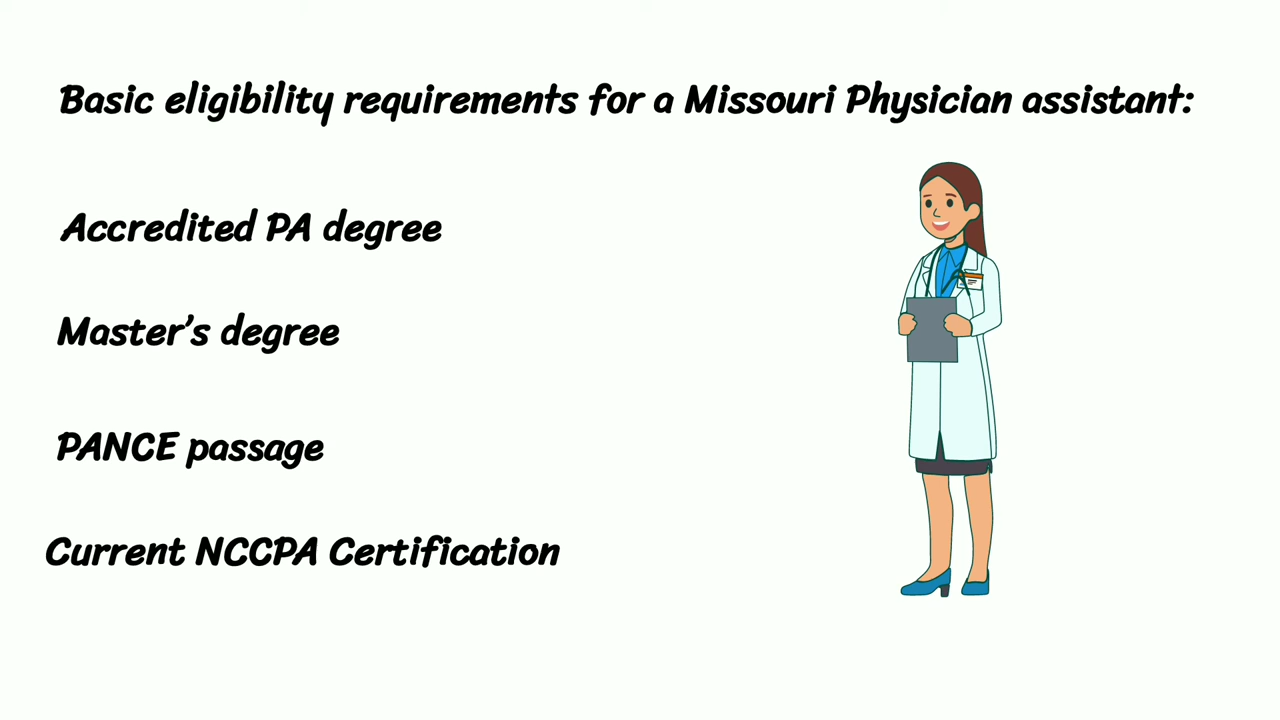 Basic eligibility requirements for a Missouri Physician assistant:
Accredited PA degree
Master's degree
PANCE passage
Current NCCPA Certification